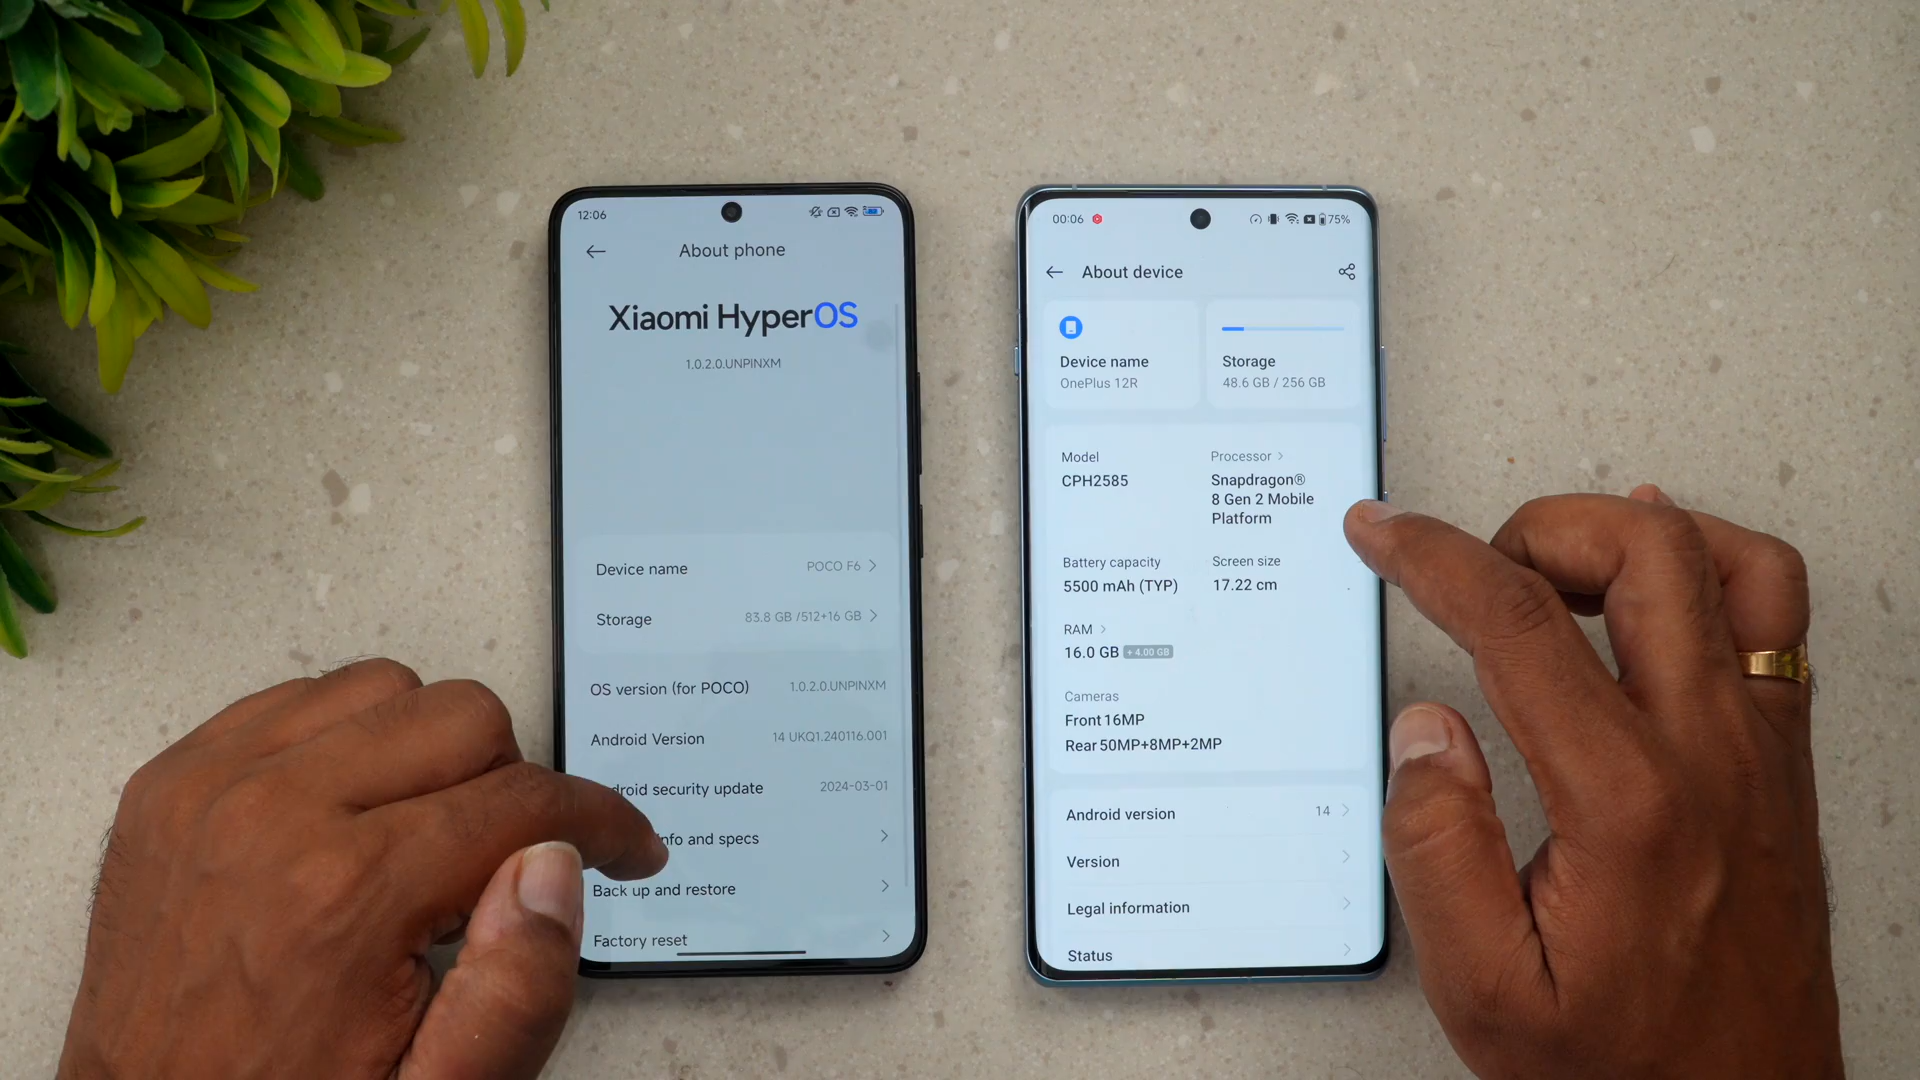 12:06
About phone
Xiaomi HyperOS
1.0.2.0.UNPINXM
Device name
POCO F6
Storage
83.8 GB /512+16 GB
OS version (for POCO)
1.0.2.0.UNPINXM
Android Version
14 UKQ1.240116.001
droid security update
2024-03-01
nfo and specs
Back up and restore
Factory reset
00:06
75%
About device
Device name
OnePlus 12R
Storage
48.6 GB / 256 GB
Model
CPH2585
Processor
Snapdragon®
8 Gen 2 Mobile
Platform
Battery capacity
5500 mAh (TYP)
Screen size
17.22 cm
RAM
16.0 GB + 4.00 GB
Cameras
Front 16MP
Rear 50MP+8MP+2MP
Android version
14
Version
Legal information
Status